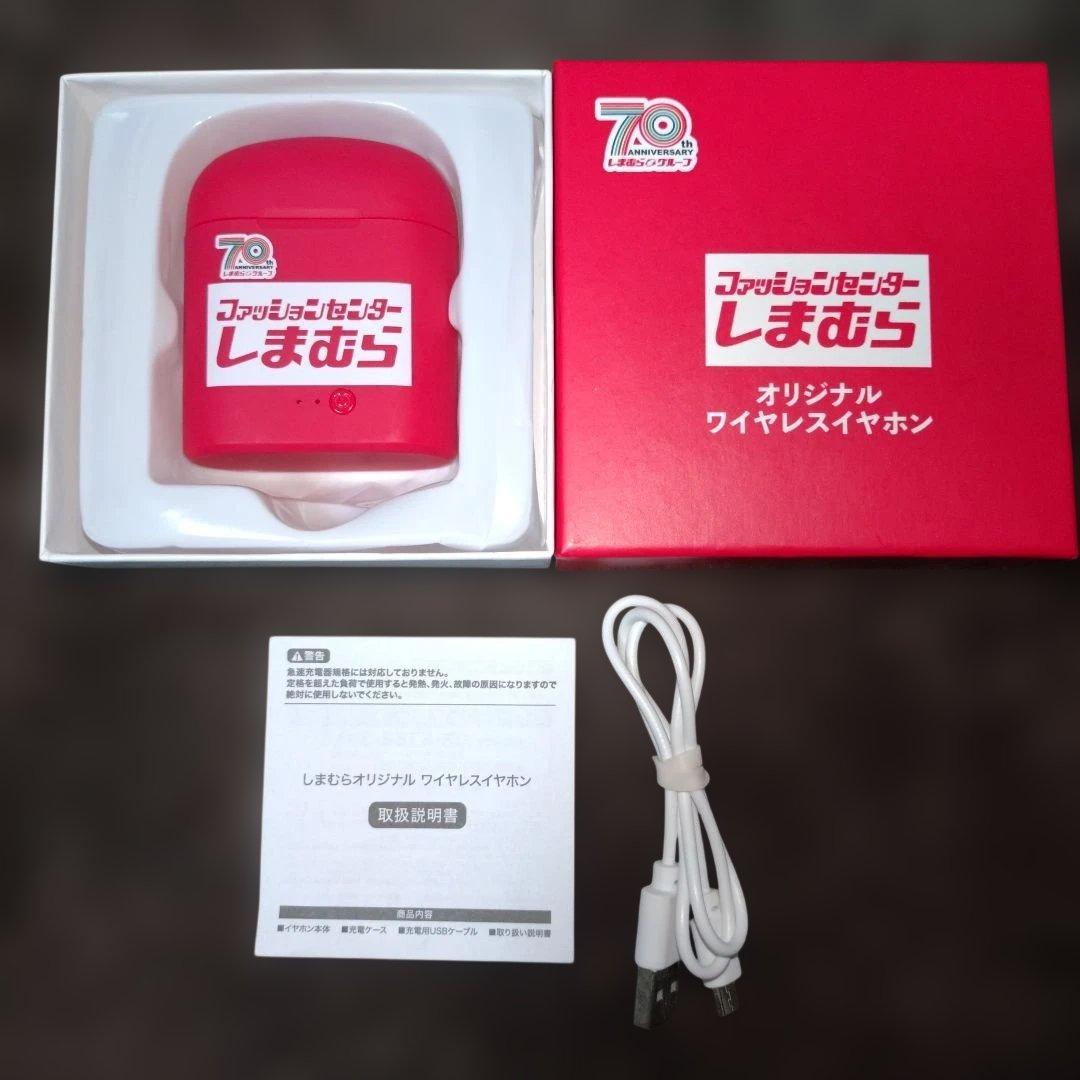 70th
ANNIVERSARY
しまむらグループ
ファッションセンター
しまむら
70th
ANNIVERSARY
しまむらグループ
ファッションセンター
しまむら
オリジナル
ワイヤレスイヤホン
警告
急速充電器規格には対応しておりません。
定格を超えた負荷で使用すると発熱、発火、故障の原因になりますので
絶対に使用しないでください。
しまむらオリジナル ワイヤレスイヤホン
取扱説明書
商品内容
■イヤホン本体 ■充電ケース ■充電用USBケーブル ■取り扱い説明書